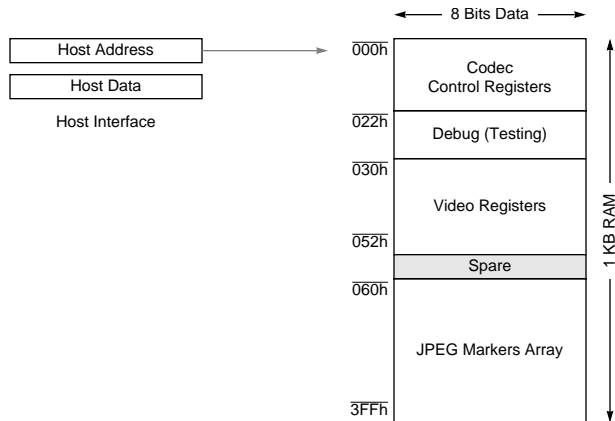 8 Bits Data
Host Address
Host Data
Host Interface
000h
Codec
Control Registers
022h
Debug (Testing)
030h
Video Registers
052h
Spare
060h
JPEG Markers Array
3FFh
1 KB RAM